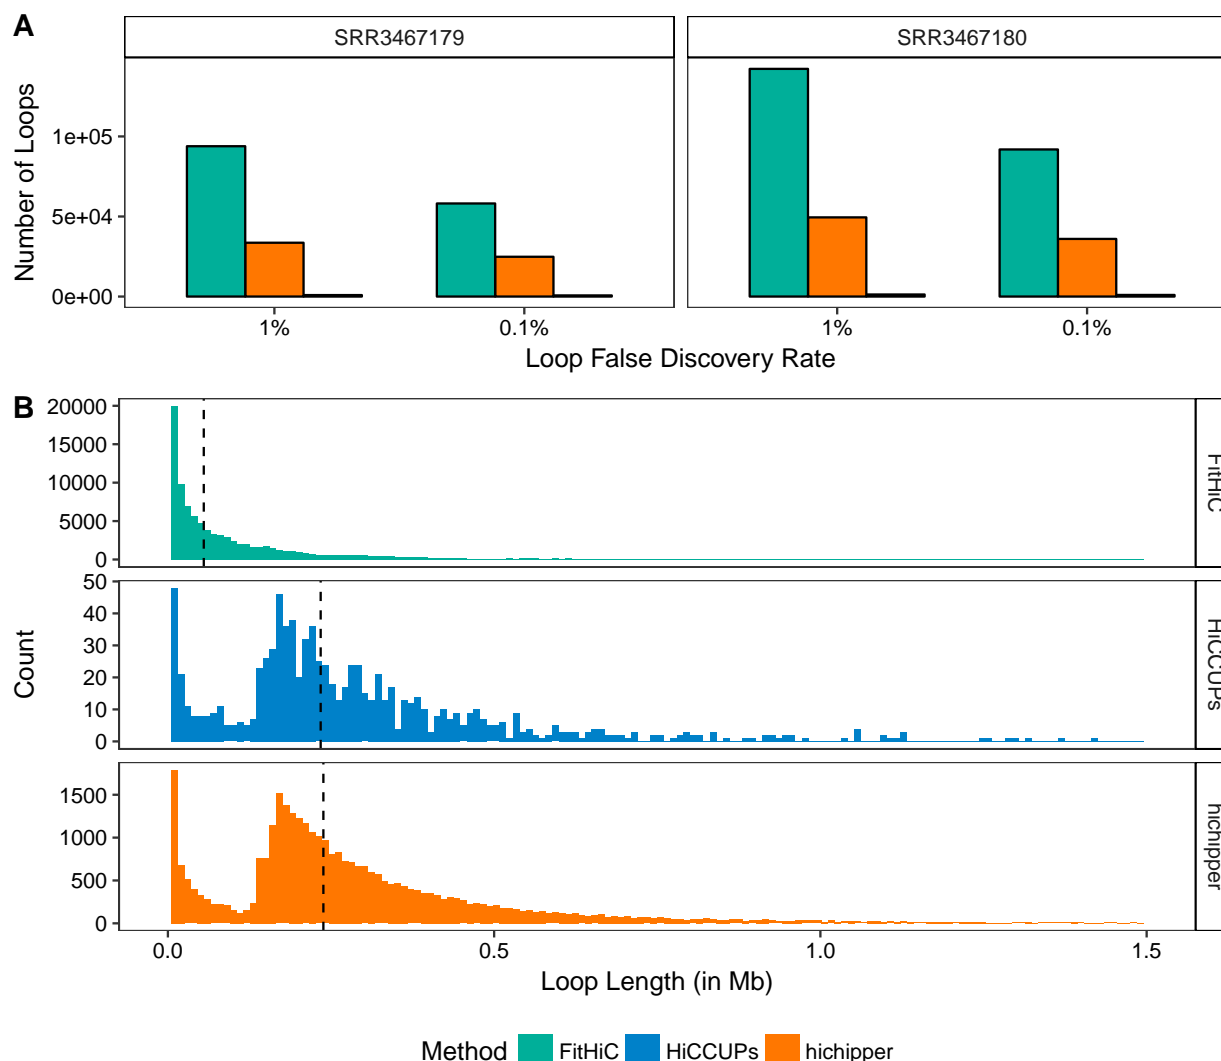 A
SRR3467179
SRR3467180
Number of Loops
1e+05
5e+04
0e+00
1%
0.1%
1%
0.1%
Loop False Discovery Rate
B
Count
20000
15000
10000
5000
0
FitHiC
50
40
30
20
10
0
HiCCUPs
1500
1000
500
0
hichipper
0.0
0.5
1.0
1.5
Loop Length (in Mb)
Method FitHiC HiCCUPs hichipper